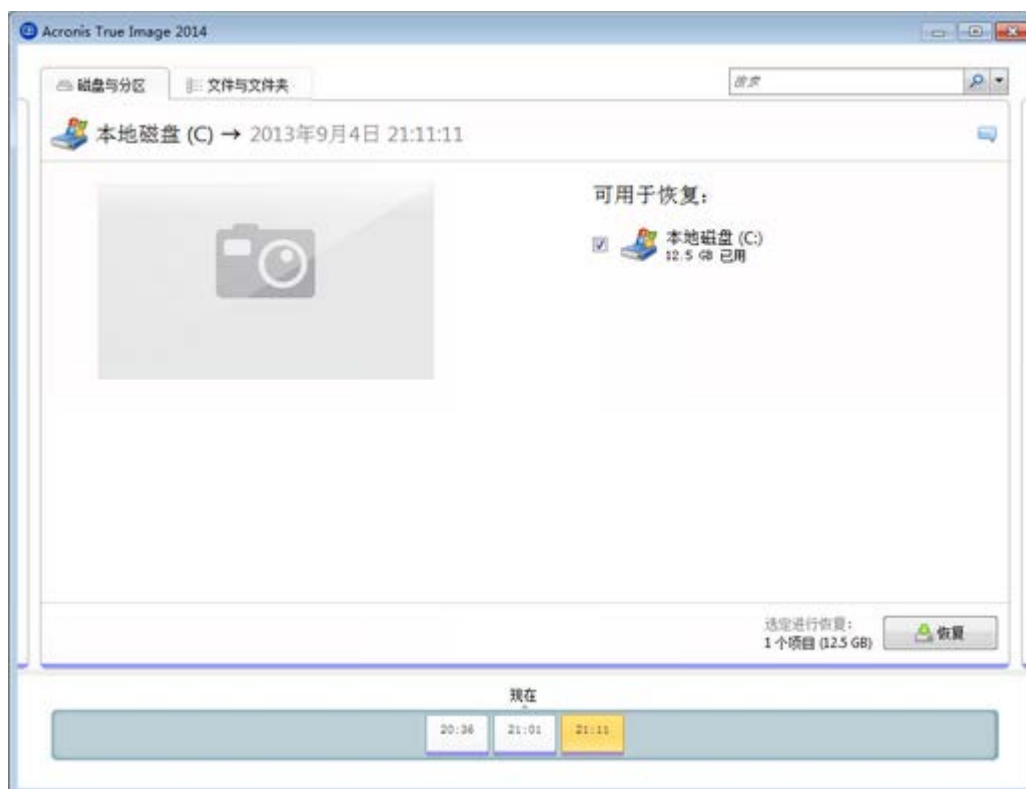 Acronis True Image 2014
磁盘与分区
文件与文件夹
搜索
本地磁盘 (C) → 2013年9月4日 21:11:11
可用于恢复：
本地磁盘 (C:)
12.5 GB 已用
选定进行恢复：
1 个项目 (12.5 GB)
恢复
现在
20:36
21:01
21:11